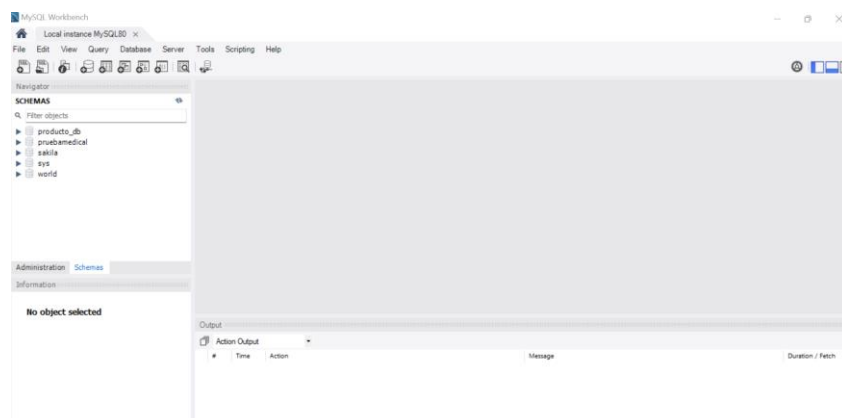 MySQL Workbench
Local instance MySQL80 ×
File Edit View Query Database Server Tools Scripting Help
Navigator
SCHEMAS
Filter objects
producto_db
pruebamedical
sakila
sys
world
Administration Schemas
Information
No object selected
Output
Action Output
# Time Action Message Duration / Fetch